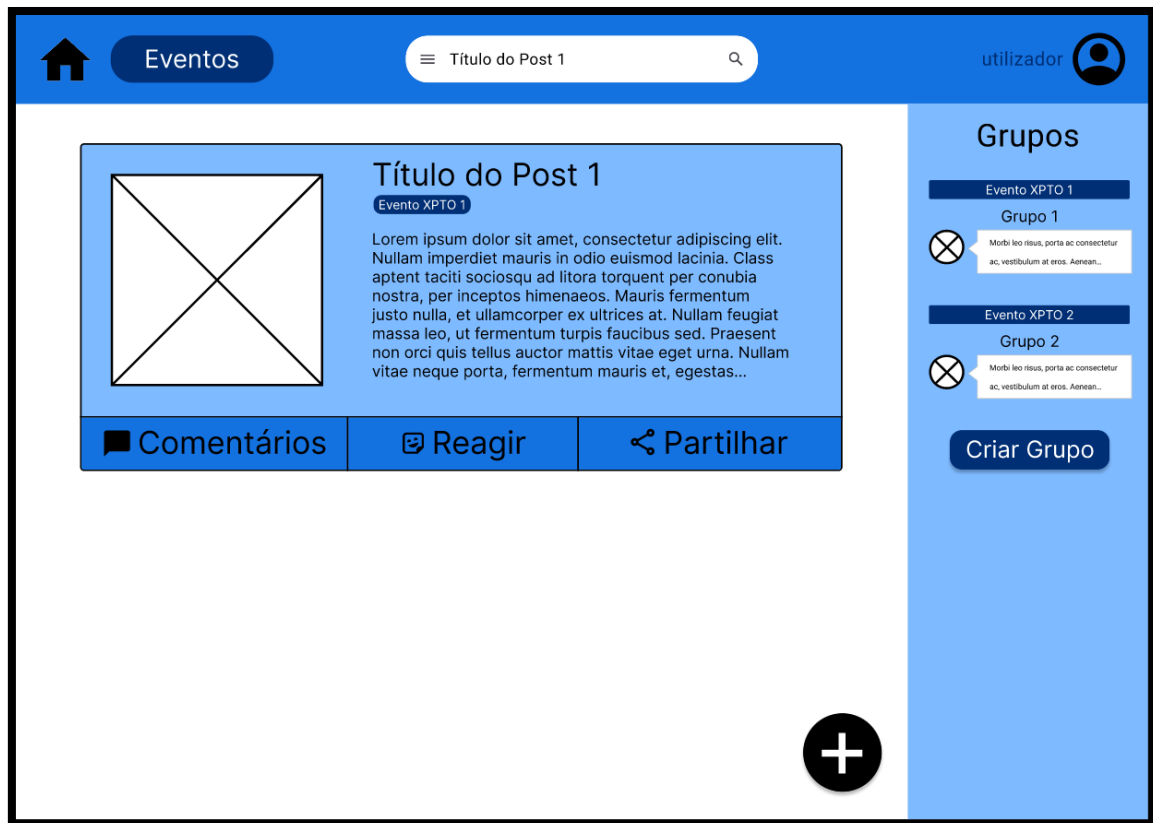 Eventos
Título do Post 1
utilizador
Título do Post 1
Evento XPTO 1
Lorem ipsum dolor sit amet, consectetur adipiscing elit.
Nullam imperdiet mauris in odio euismod lacinia. Class
aptent taciti sociosqu ad litora torquent per conubia
nostra, per inceptos himenaeos. Mauris fermentum
justo nulla, et ullamcorper ex ultrices at. Nullam feugiat
massa leo, ut fermentum turpis faucibus sed. Praesent
non orci quis tellus auctor mattis vitae eget urna. Nullam
vitae neque porta, fermentum mauris et, egestas...
Comentários
Reagir
Partilhar
Grupos
Evento XPTO 1
Grupo 1
Morbi leo risus, porta ac consectetur
ac, vestibulum at eros. Aenean...
Evento XPTO 2
Grupo 2
Morbi leo risus, porta ac consectetur
ac, vestibulum at eros. Aenean...
Criar Grupo